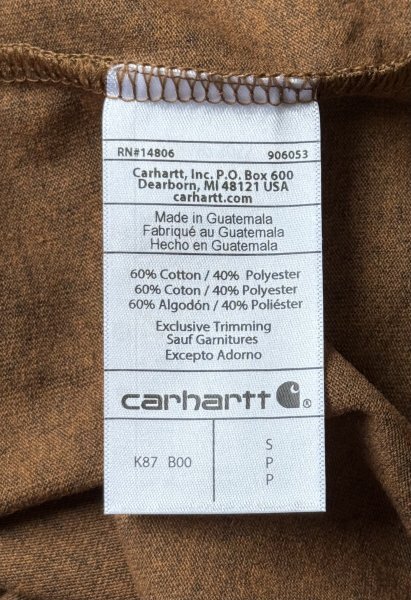 RN#14806 906053
Carhartt, Inc. P.O. Box 600
Dearborn, MI 48121 USA
carhartt.com
Made in Guatemala
Fabriqué au Guatemala
Hecho en Guatemala
60% Cotton / 40% Polyester
60% Coton / 40% Polyester
60% Algodón / 40% Poliéster
Exclusive Trimming
Sauf Garnitures
Excepto Adorno
carhartt ®
K87 B00
S
P
P